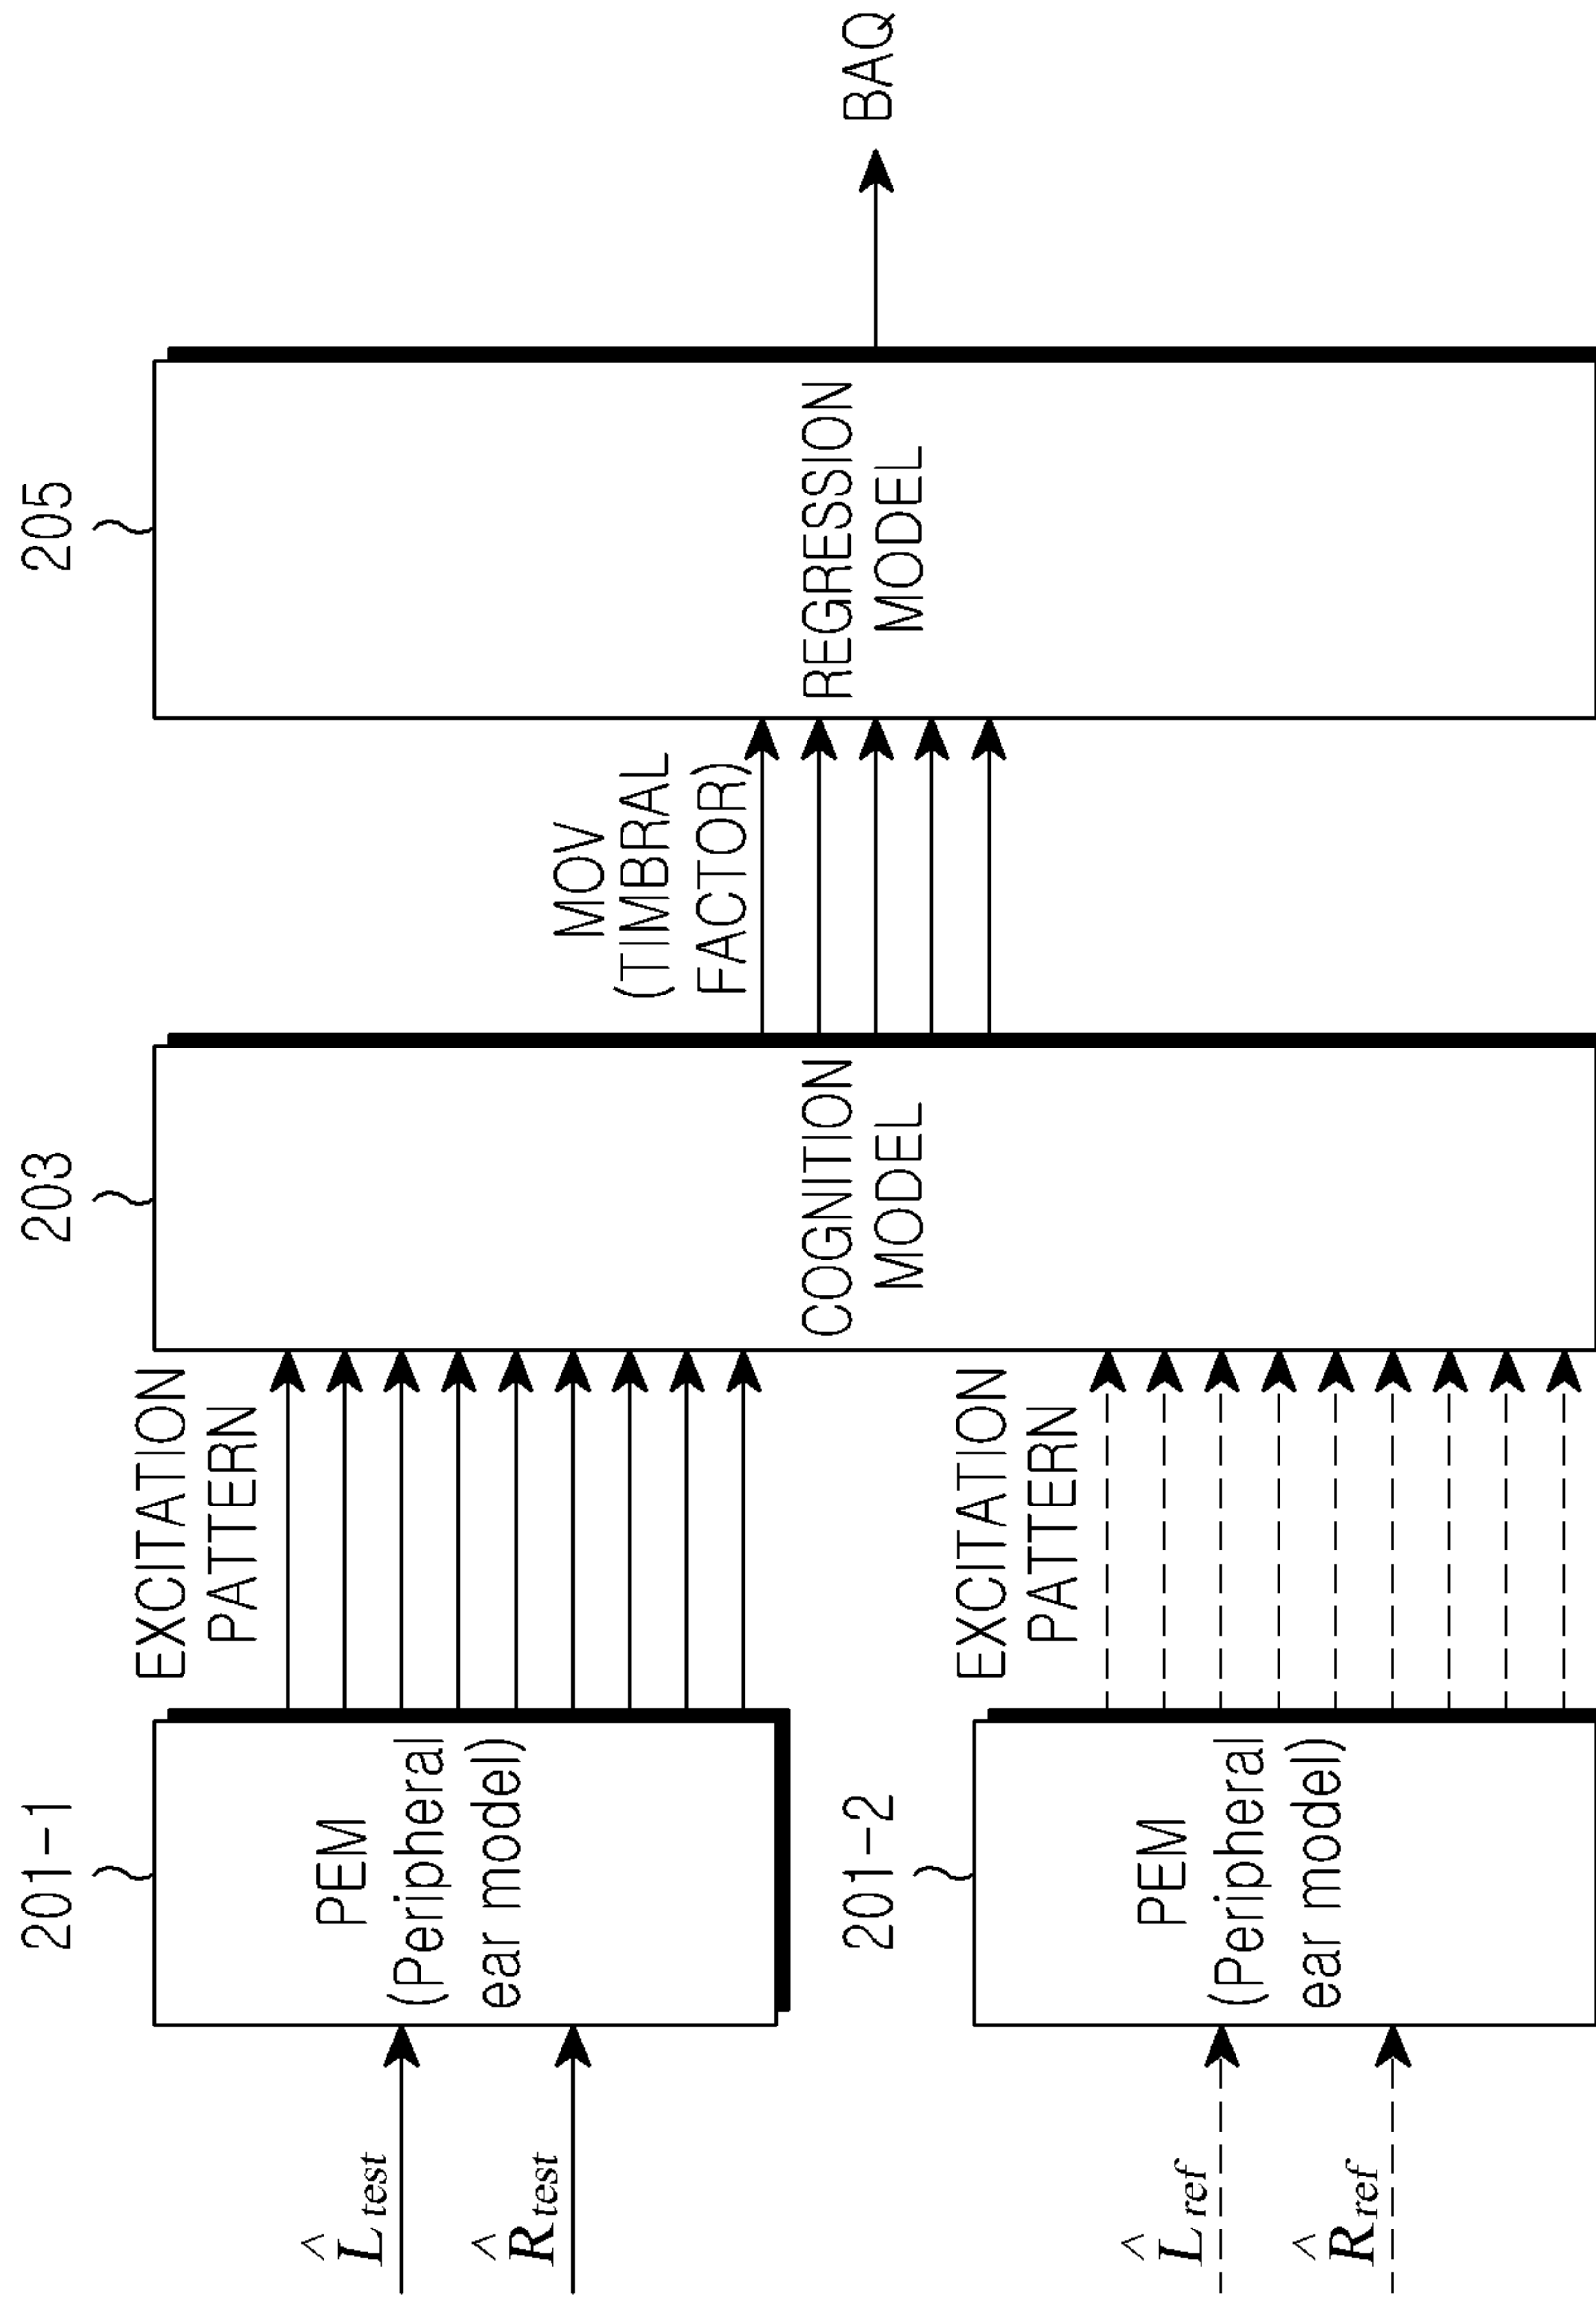 201-1
203
205
EXCITATION
PATTERN
PEM
(Peripheral
ear model)
L̂test
R̂test
MOV
(TIMBRAL
FACTOR)
COGNITION
MODEL
REGRESSION
MODEL
BAQ
201-2
EXCITATION
PATTERN
PEM
(Peripheral
ear model)
L̂ref
R̂ref